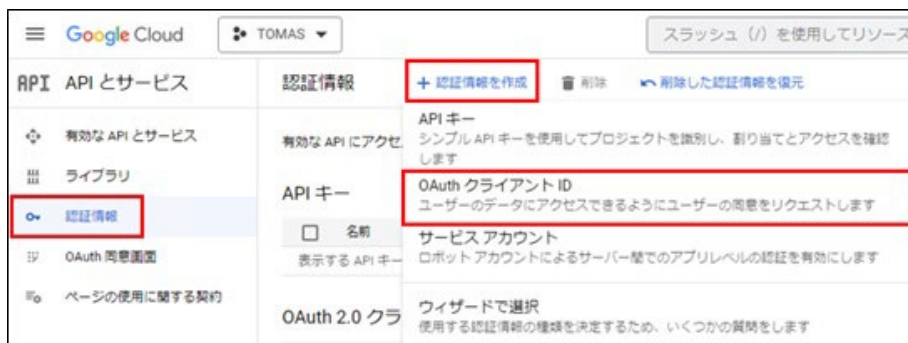 Google Cloud
TOMAS
スラッシュ（/）を使用してリソース
API API とサービス
認証情報
+ 認証情報を作成
削除
削除した認証情報を復元
有効な API とサービス
ライブラリ
認証情報
OAuth 同意画面
ページの使用に関する契約
有効な API にアクセ
API キー
名前
表示する API キー
OAuth 2.0 クラ
API キー
シンプル API キーを使用してプロジェクトを識別し、割り当てとアクセスを確認
します
OAuth クライアント ID
ユーザーのデータにアクセスできるようにユーザーの同意をリクエストします
サービス アカウント
ロボット アカウントによるサーバー間でのアプリレベルの認証を有効にします
ウィザードで選択
使用する認証情報の種類を決定するため、いくつかの質問をします